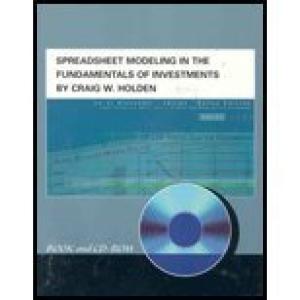 SPREADSHEET MODELING IN THE
FUNDAMENTALS OF INVESTMENTS
BY CRAIG W. HOLDEN
BOOK and CD-ROM